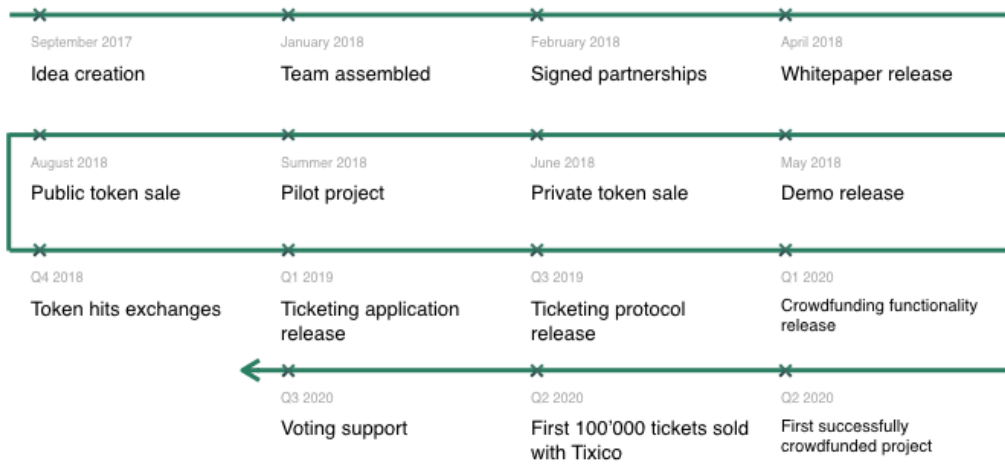 September 2017
Idea creation
January 2018
Team assembled
February 2018
Signed partnerships
April 2018
Whitepaper release
May 2018
Demo release
June 2018
Private token sale
Summer 2018
Pilot project
August 2018
Public token sale
Q4 2018
Token hits exchanges
Q1 2019
Ticketing application
release
Q3 2019
Ticketing protocol
release
Q1 2020
Crowdfunding functionality
release
Q2 2020
First successfully
crowdfunded project
Q2 2020
First 100'000 tickets sold
with Tixico
Q3 2020
Voting support